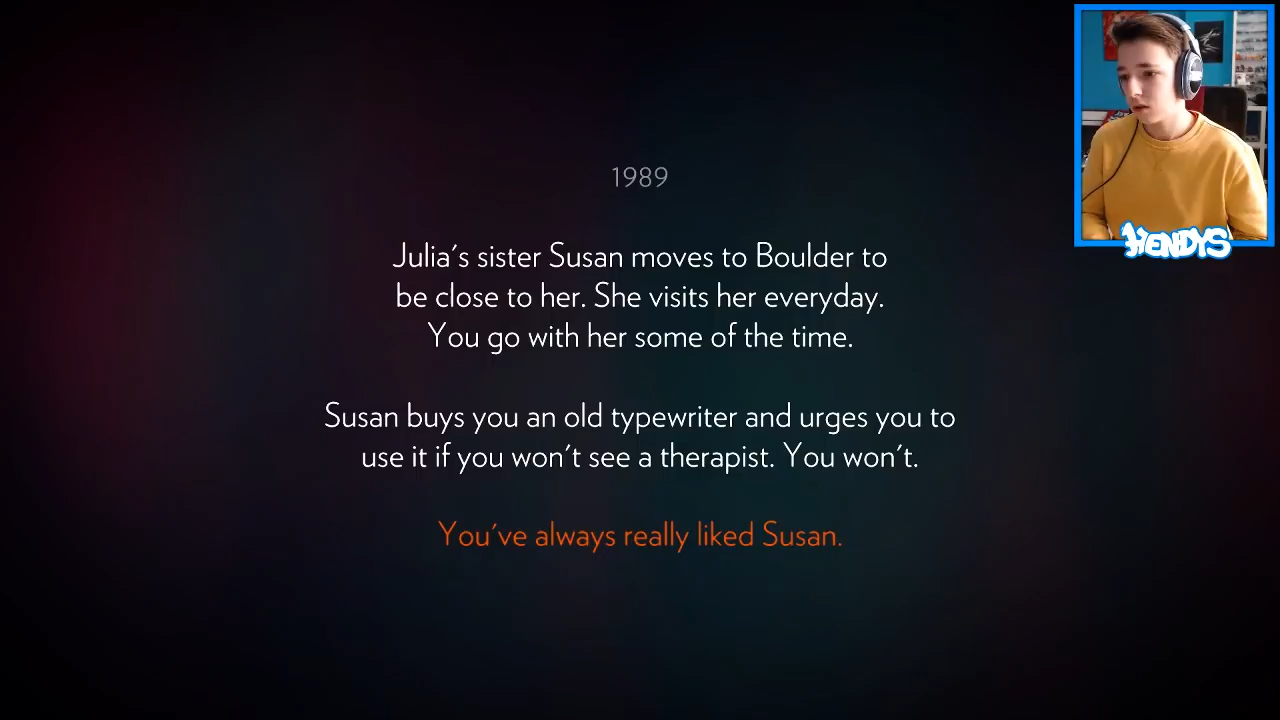 1989
Julia's sister Susan moves to Boulder to
be close to her. She visits her everyday.
You go with her some of the time.
Susan buys you an old typewriter and urges you to
use it if you won't see a therapist. You won't.
You've always really liked Susan.
HENDYS